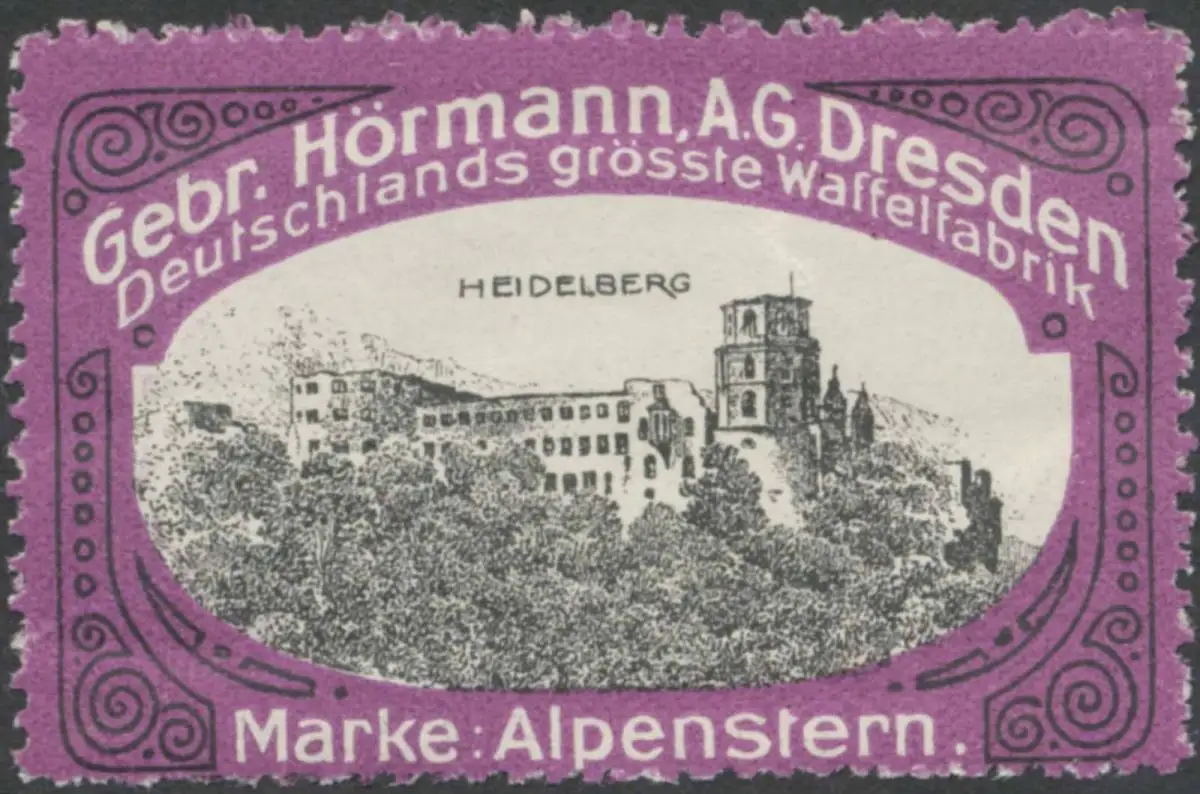 Gebr. Hörmann, A.G. Dresden
Deutschlands grösste Waffelfabrik
HEIDELBERG
Marke: Alpenstern.